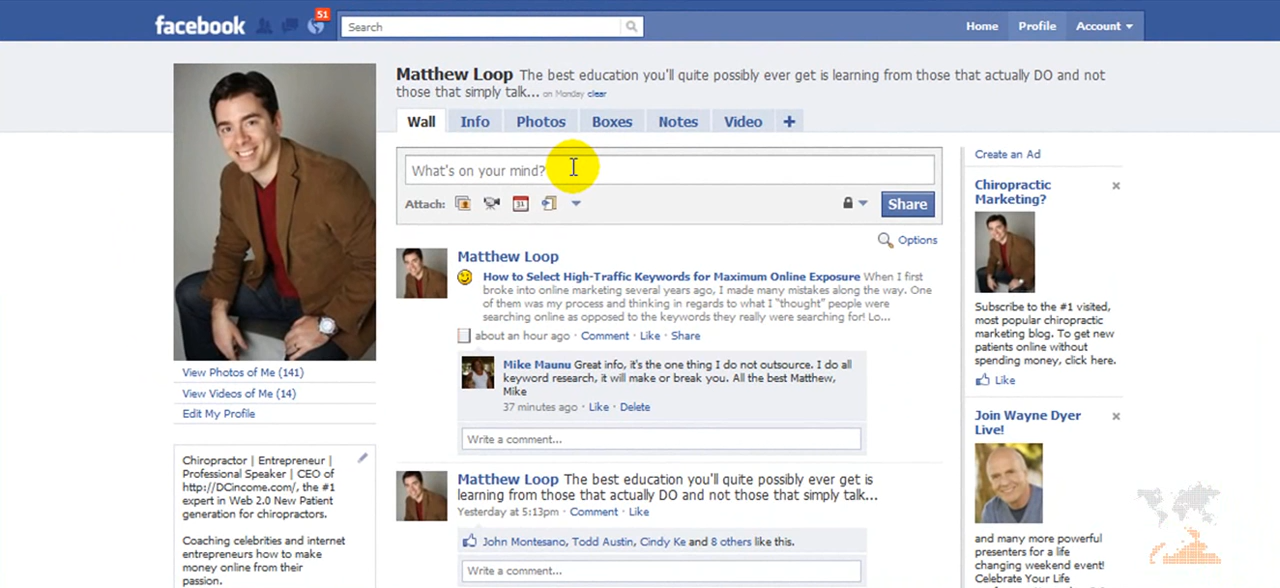 facebook
51
Search
Home
Profile
Account
Matthew Loop The best education you'll quite possibly ever get is learning from those that actually DO and not
those that simply talk... on Monday clear
Wall
Info
Photos
Boxes
Notes
Video
+
What's on your mind?
Attach:
31
Share
Options
Matthew Loop
How to Select High-Traffic Keywords for Maximum Online Exposure When I first
broke into online marketing several years ago, I made many mistakes along the way. One
of them was my process and thinking in regards to what I "thought" people were
searching online as opposed to the keywords they really were searching for! Lo...
about an hour ago · Comment · Like · Share
Mike Maunu Great info, it's the one thing I do not outsource. I do all
keyword research, it will make or break you. All the best Matthew,
Mike
37 minutes ago · Like · Delete
Write a comment...
Matthew Loop The best education you'll quite possibly ever get is
learning from those that actually DO and not those that simply talk...
Yesterday at 5:13pm · Comment · Like
John Montesano, Todd Austin, Cindy Ke and 8 others like this.
Write a comment...
View Photos of Me (141)
View Videos of Me (14)
Edit My Profile
Chiropractor | Entrepreneur |
Professional Speaker | CEO of
http://DCincome.com/, the #1
expert in Web 2.0 New Patient
generation for chiropractors.
Coaching celebrities and internet
entrepreneurs how to make
money online from their
passion.
Create an Ad
Chiropractic
Marketing?
Subscribe to the #1 visited,
most popular chiropractic
marketing blog. To get new
patients online without
spending money, click here.
Like
Join Wayne Dyer
Live!
and many more powerful
presenters for a life
changing weekend event!
Celebrate Your Life